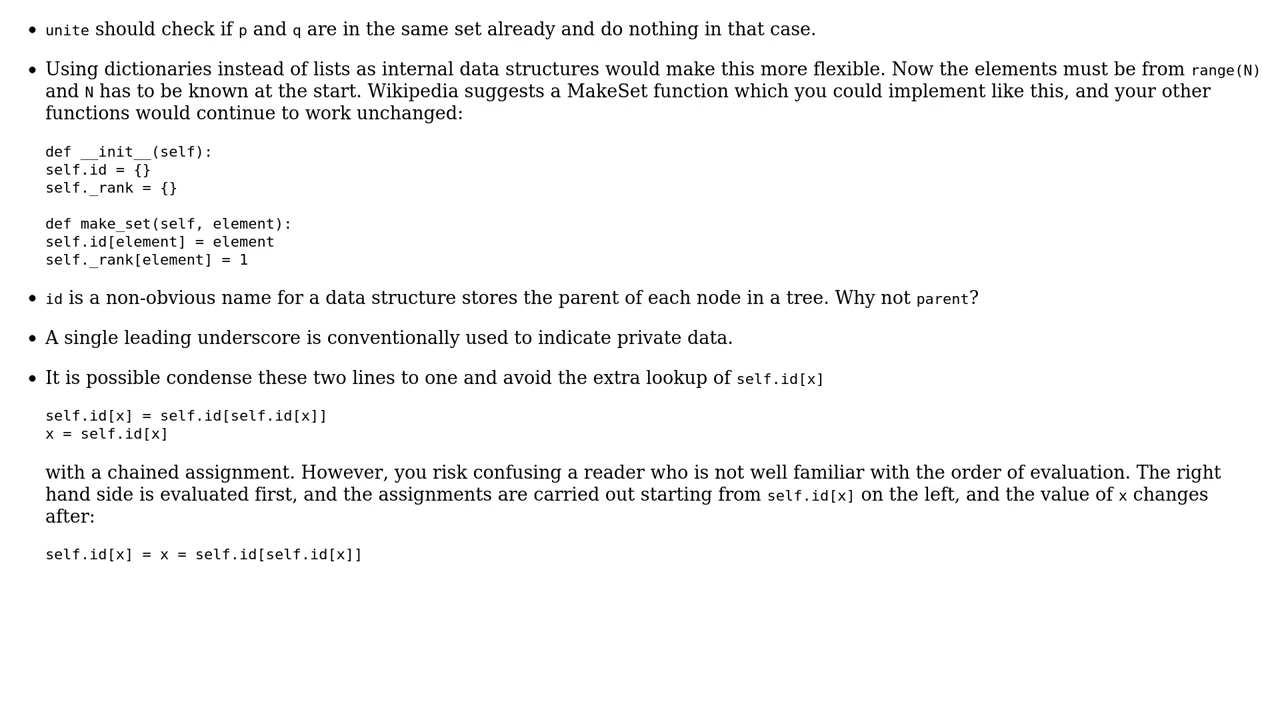 • unite should check if p and q are in the same set already and do nothing in that case.
• Using dictionaries instead of lists as internal data structures would make this more flexible. Now the elements must be from range(N)
and N has to be known at the start. Wikipedia suggests a MakeSet function which you could implement like this, and your other
functions would continue to work unchanged:
def __init__(self):
self.id = {}
self._rank = {}
def make_set(self, element):
self.id[element] = element
self._rank[element] = 1
• id is a non-obvious name for a data structure stores the parent of each node in a tree. Why not parent?
• A single leading underscore is conventionally used to indicate private data.
• It is possible condense these two lines to one and avoid the extra lookup of self.id[x]
self.id[x] = self.id[self.id[x]]
x = self.id[x]
with a chained assignment. However, you risk confusing a reader who is not well familiar with the order of evaluation. The right
hand side is evaluated first, and the assignments are carried out starting from self.id[x] on the left, and the value of x changes
after:
self.id[x] = x = self.id[self.id[x]]